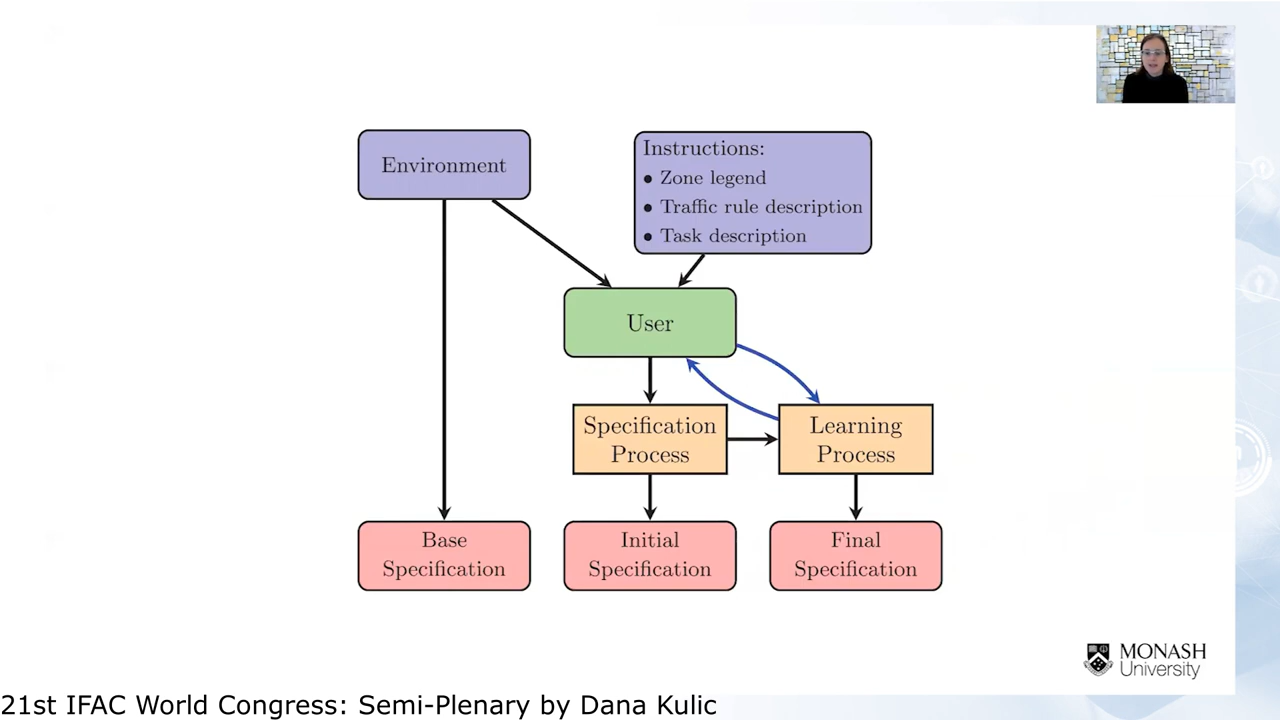 Environment
Instructions:
• Zone legend
• Traffic rule description
• Task description
User
Specification
Process
Learning
Process
Base
Specification
Initial
Specification
Final
Specification
MONASH
University
21st IFAC World Congress: Semi-Plenary by Dana Kulic